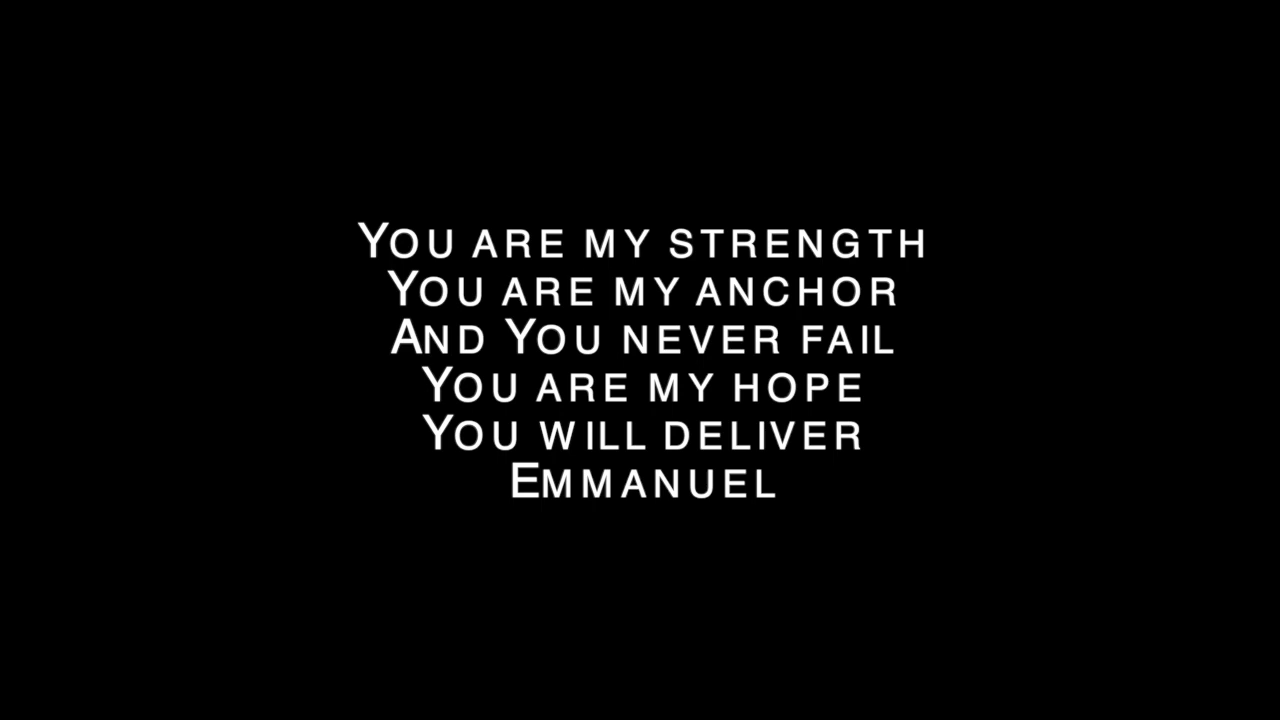 YOU ARE MY STRENGTH
YOU ARE MY ANCHOR
AND YOU NEVER FAIL
YOU ARE MY HOPE
YOU WILL DELIVER
EMMANUEL